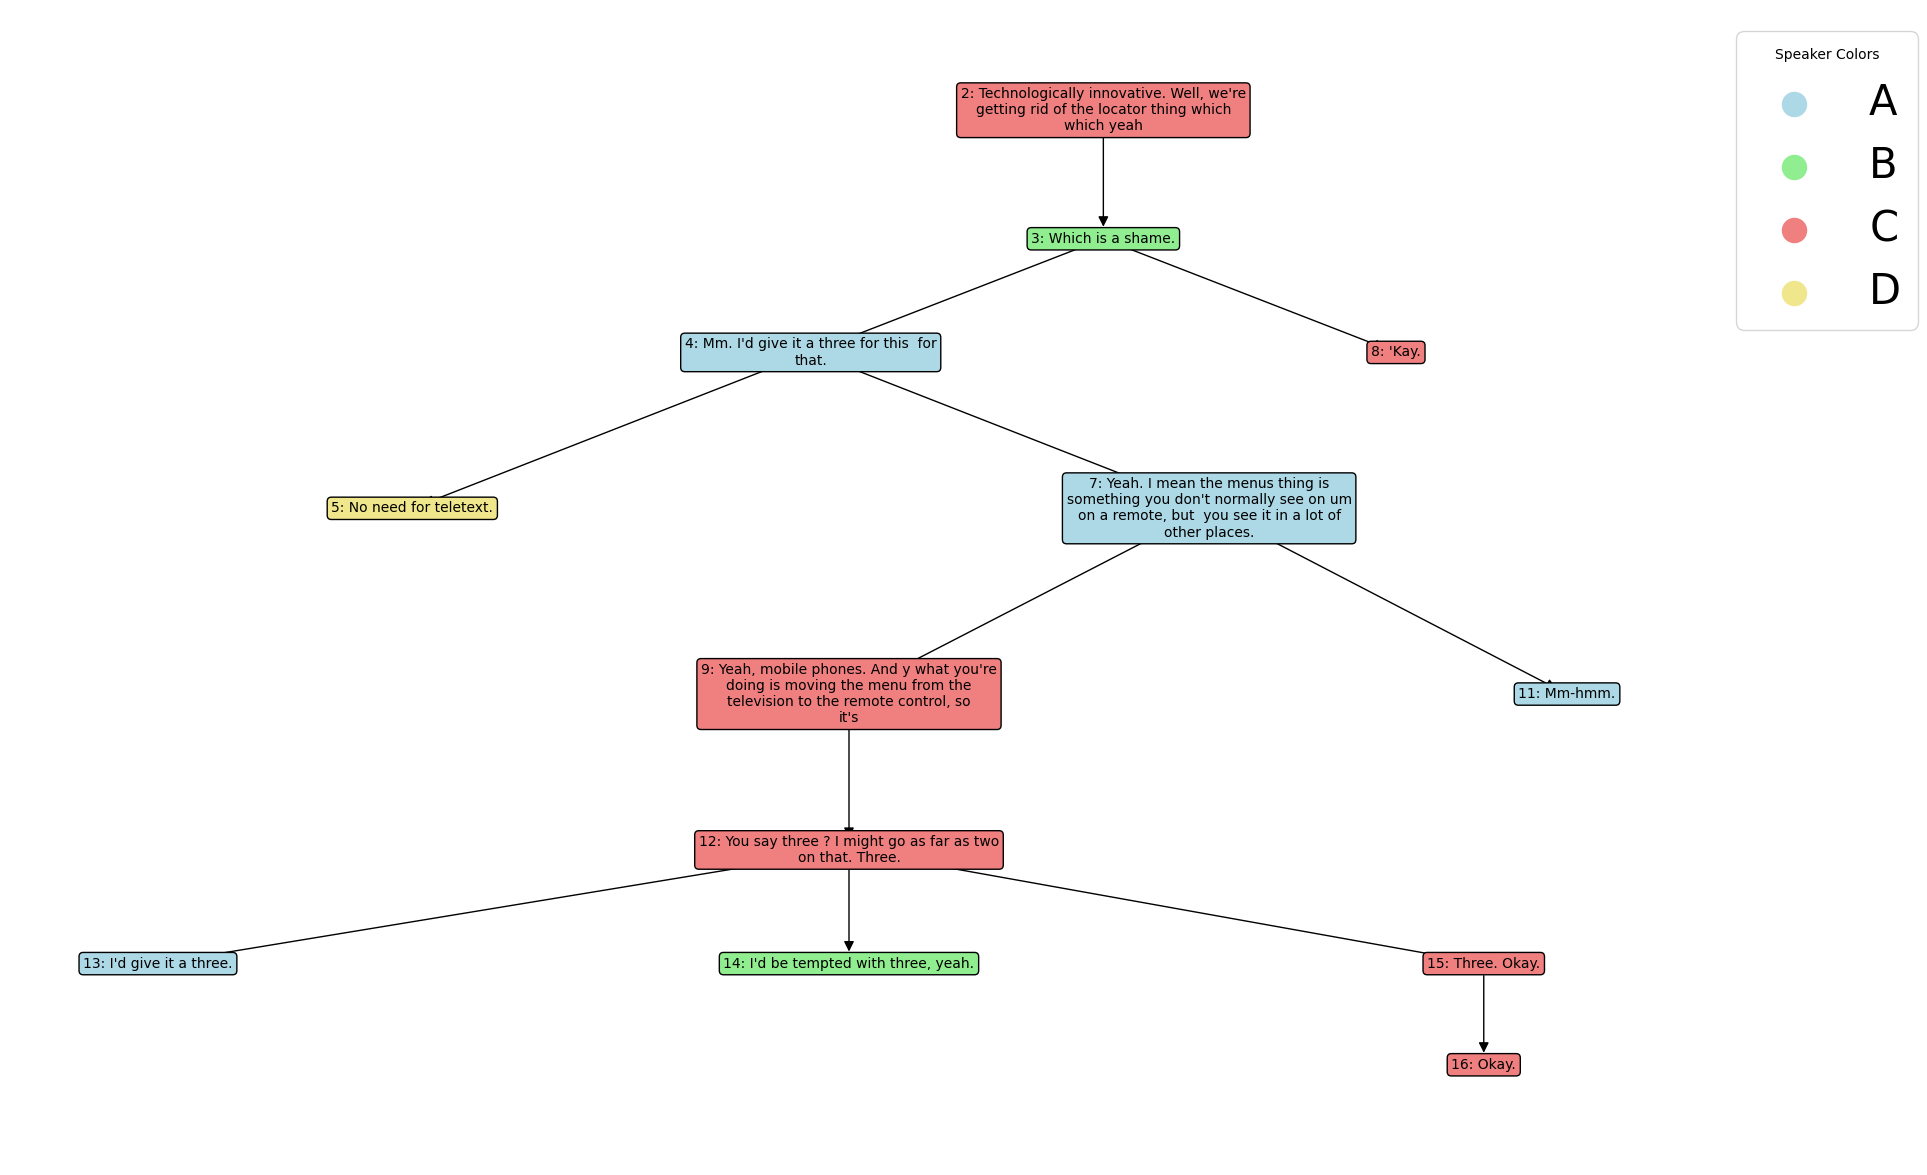 2: Technologically innovative. Well, we're
getting rid of the locator thing which
which yeah
Speaker Colors
A
B
C
D
3: Which is a shame.
4: Mm. I'd give it a three for this  for
that.
8: 'Kay.
5: No need for teletext.
7: Yeah. I mean the menus thing is
something you don't normally see on um
on a remote, but  you see it in a lot of
other places.
9: Yeah, mobile phones. And y what you're
doing is moving the menu from the
television to the remote control, so
it's
11: Mm-hmm.
12: You say three ? I might go as far as two
on that. Three.
13: I'd give it a three.
14: I'd be tempted with three, yeah.
15: Three. Okay.
16: Okay.